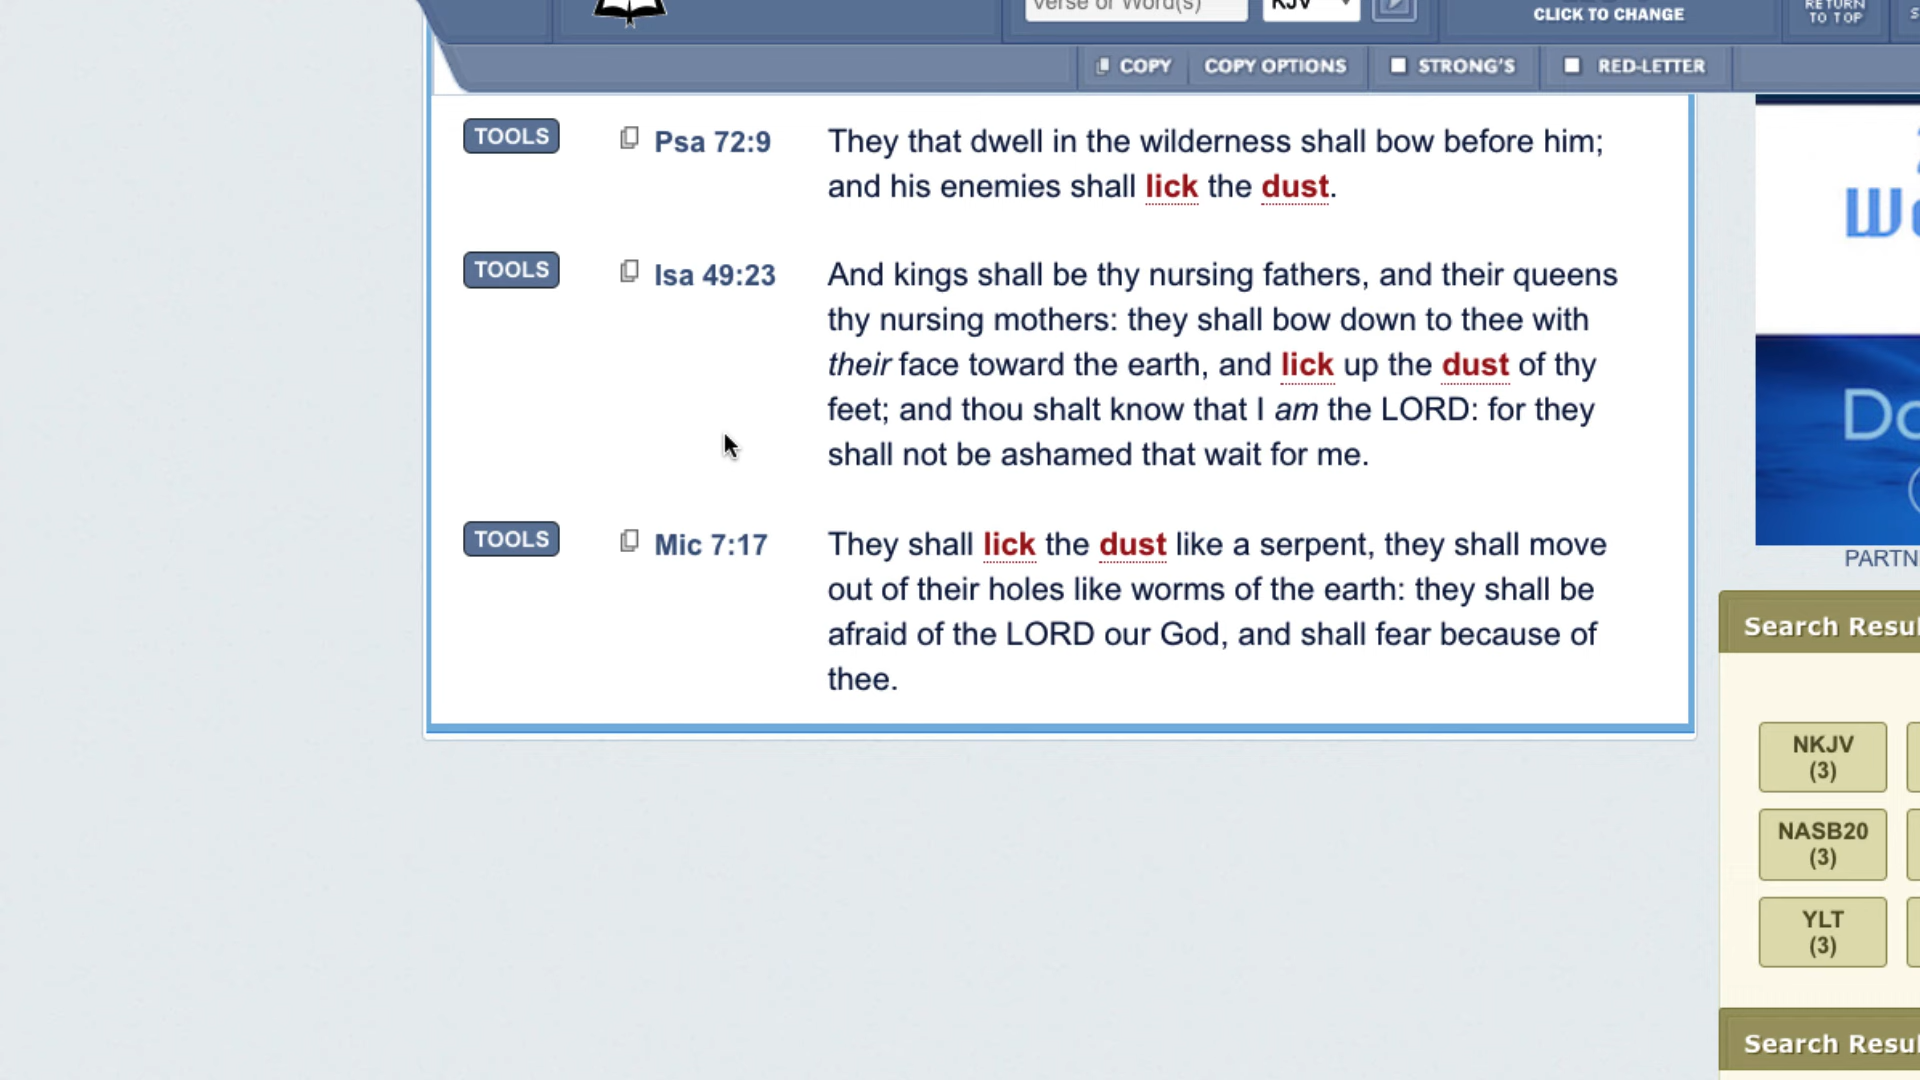 Verse or Word(s) KJV
CLICK TO CHANGE
RETURN
TO TOP
COPY COPY OPTIONS STRONG'S RED-LETTER
TOOLS Psa 72:9 They that dwell in the wilderness shall bow before him;
and his enemies shall lick the dust.
TOOLS Isa 49:23 And kings shall be thy nursing fathers, and their queens
thy nursing mothers: they shall bow down to thee with
their face toward the earth, and lick up the dust of thy
feet; and thou shalt know that I am the LORD: for they
shall not be ashamed that wait for me.
TOOLS Mic 7:17 They shall lick the dust like a serpent, they shall move
out of their holes like worms of the earth: they shall be
afraid of the LORD our God, and shall fear because of
thee.
PARTN
Search Resul
NKJV
(3)
NASB20
(3)
YLT
(3)
Search Resul